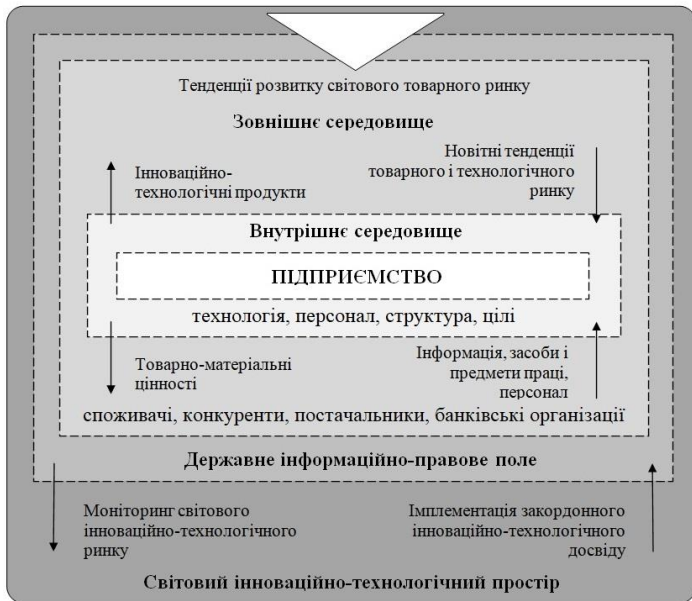 Тенденції розвитку світового товарного ринку
Зовнішнє середовище
Інноваційно-
технологічні продукти
Новітні тенденції
товарного і технологічного
ринку
Внутрішнє середовище
ПІДПРИЄМСТВО
технологія, персонал, структура, цілі
Товарно-матеріальні
цінності
Інформація, засоби і
предмети праці,
персонал
споживачі, конкуренти, постачальники, банківські організації
Державне інформаційно-правове поле
Моніторинг світового
інноваційно-технологічного
ринку
Імплементація закордонного
інноваційно-технологічного
досвіду
Світовий інноваційно-технологічний простір